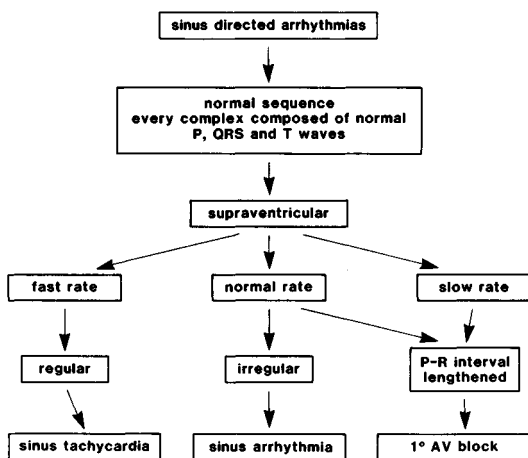 sinus directed arrhythmias
normal sequence
every complex composed of normal
P, QRS and T waves
supraventricular
fast rate
normal rate
slow rate
regular
irregular
P-R interval
lengthened
sinus tachycardia
sinus arrhythmia
1° AV block